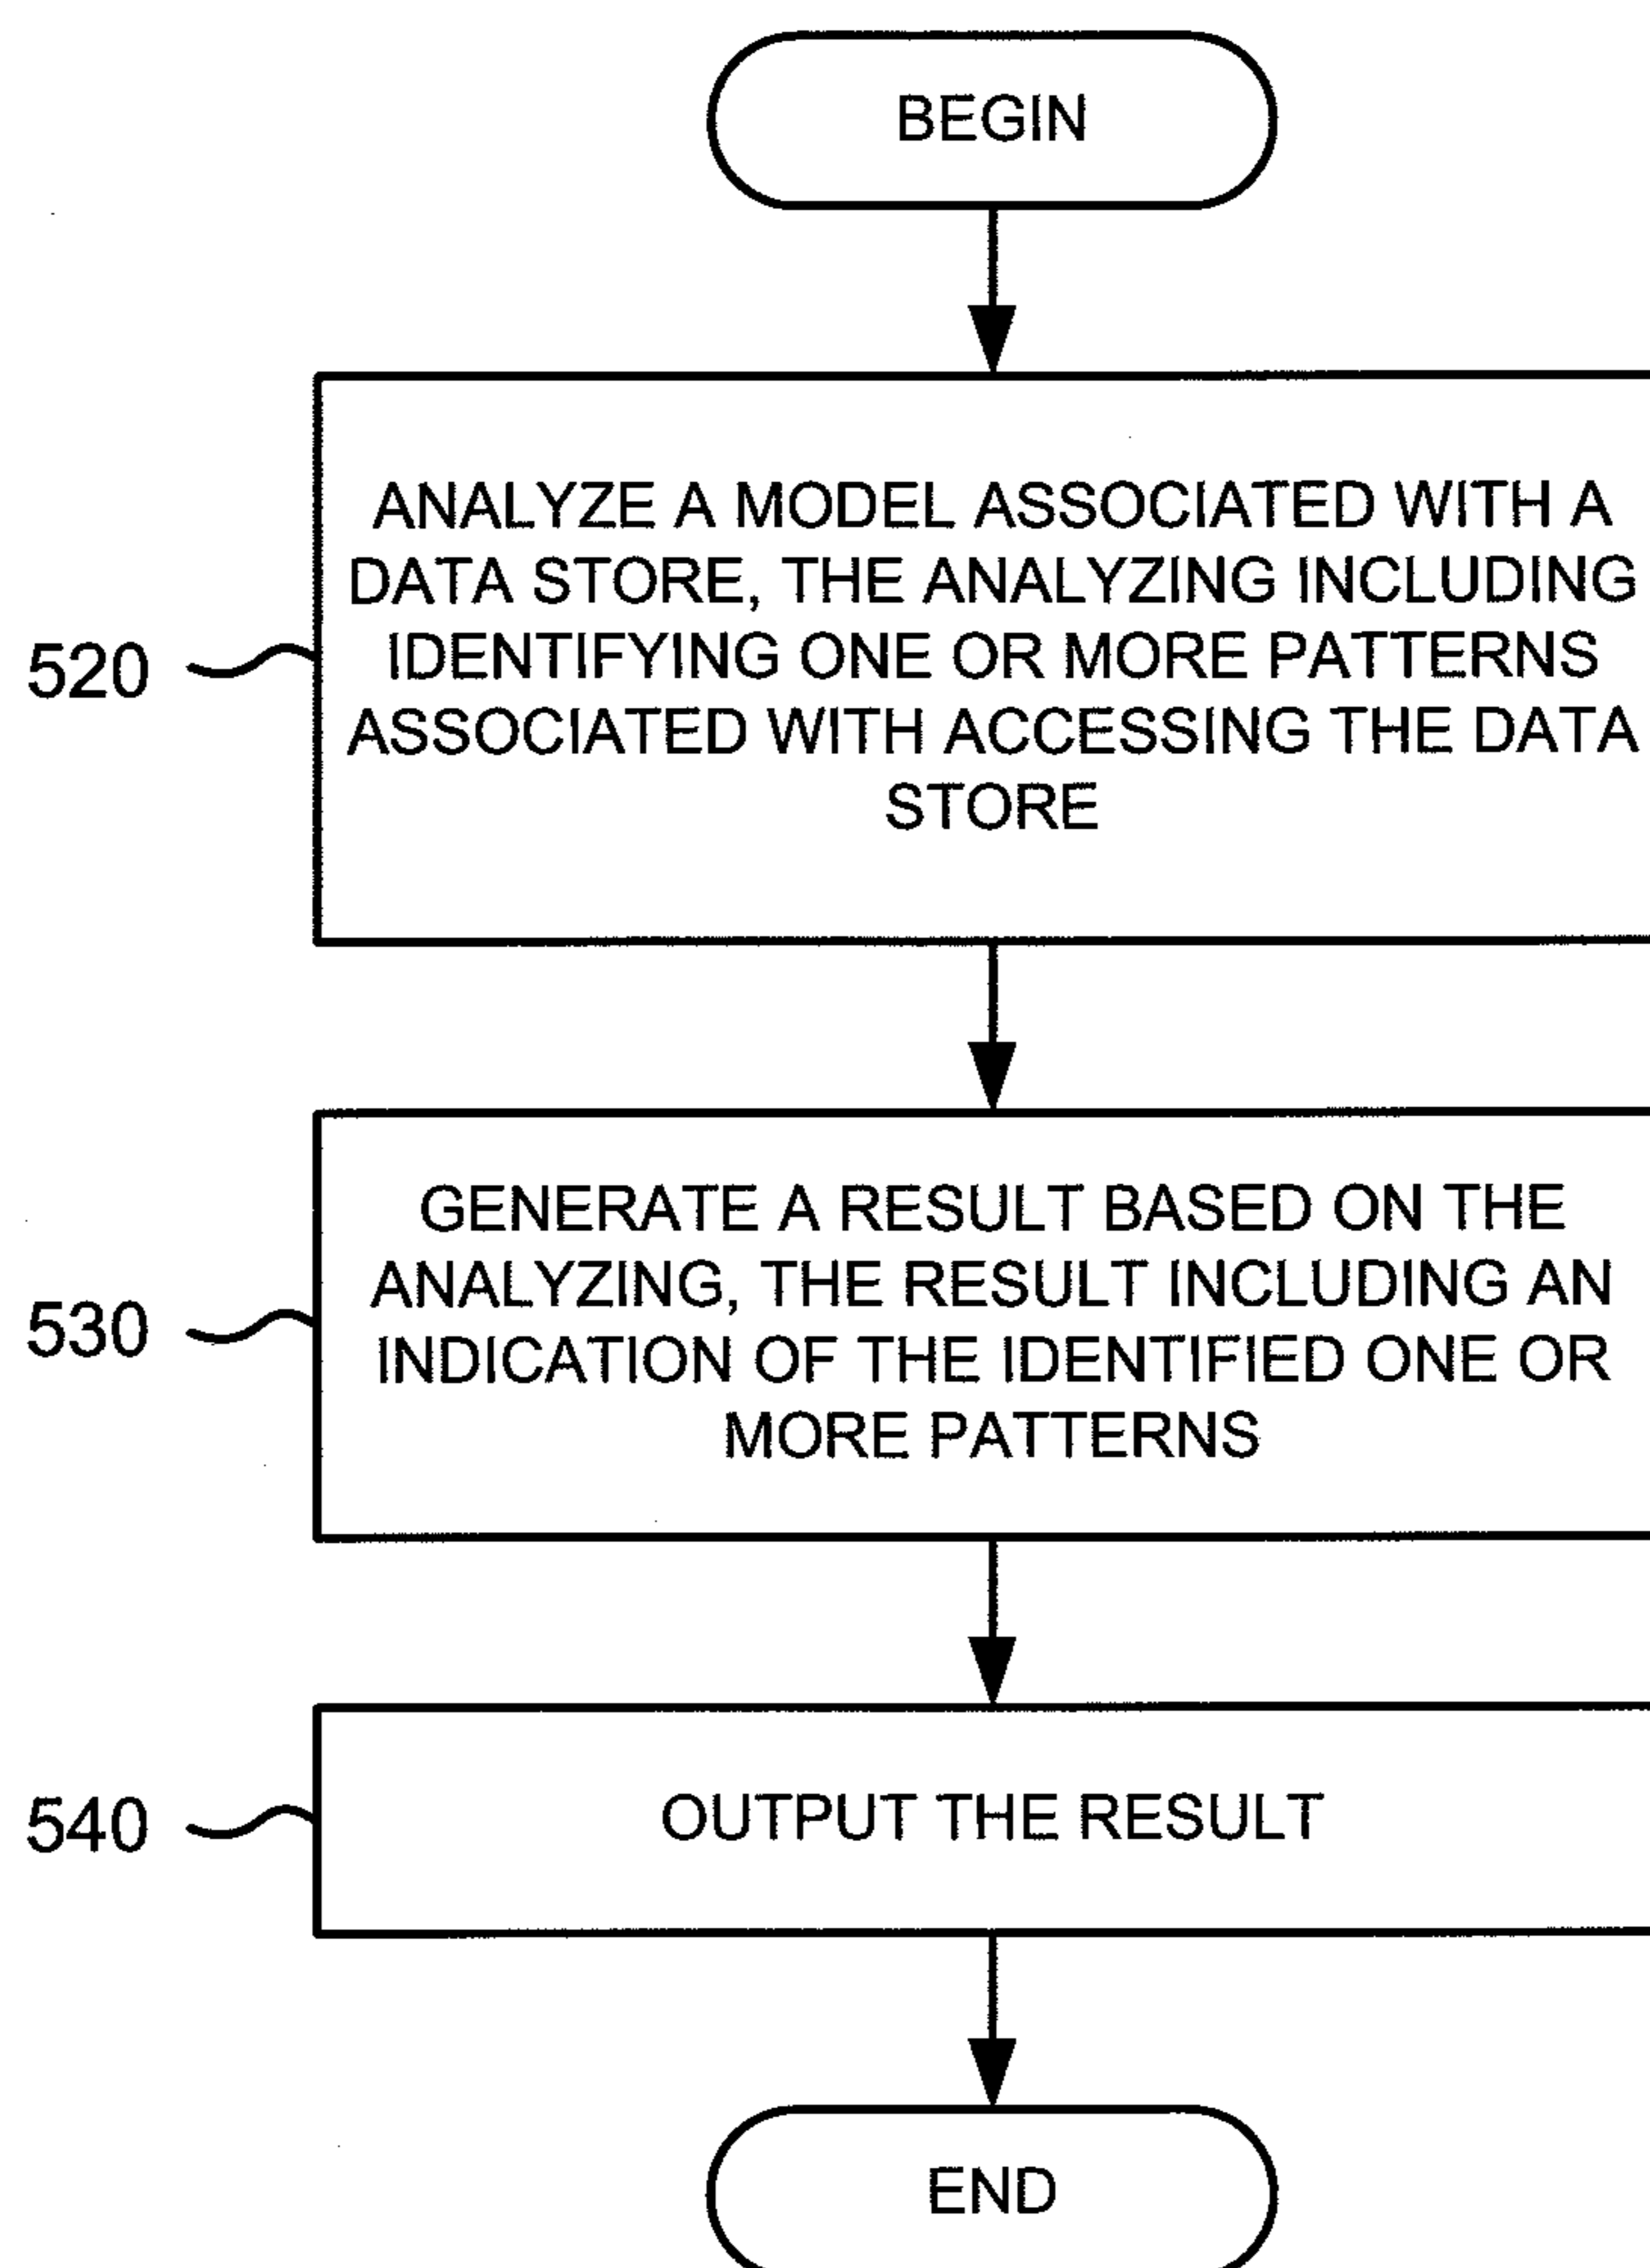 BEGIN
ANALYZE A MODEL ASSOCIATED WITH A
DATA STORE, THE ANALYZING INCLUDING
IDENTIFYING ONE OR MORE PATTERNS
ASSOCIATED WITH ACCESSING THE DATA
STORE
520
GENERATE A RESULT BASED ON THE
ANALYZING, THE RESULT INCLUDING AN
INDICATION OF THE IDENTIFIED ONE OR
MORE PATTERNS
530
OUTPUT THE RESULT
540
END